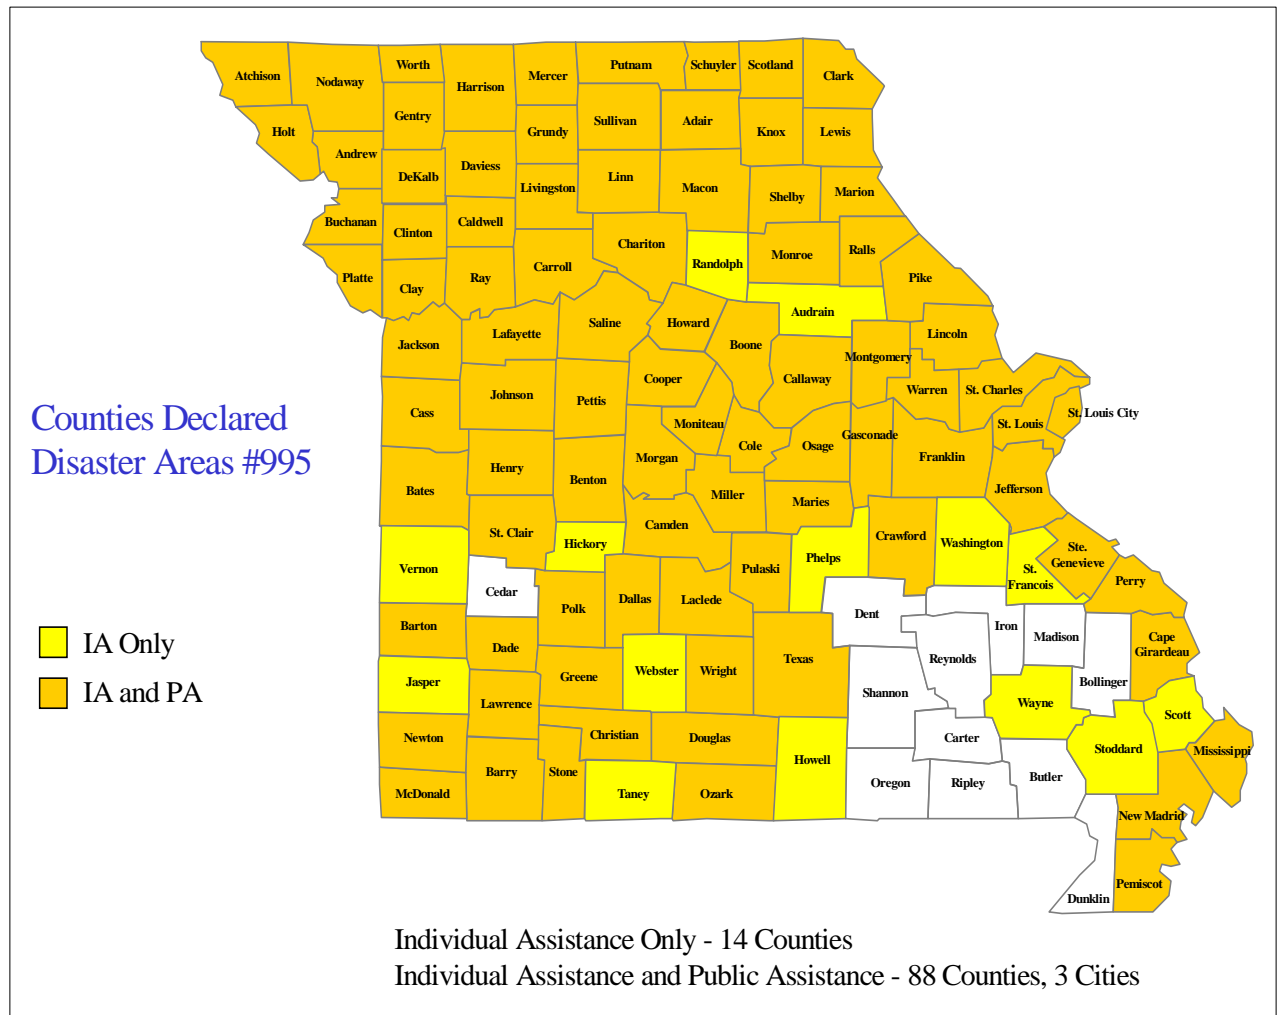 Atchison
Nodaway
Worth
Harrison
Mercer
Putnam
Schuyler
Scotland
Clark
Holt
Gentry
Grundy
Sullivan
Adair
Knox
Lewis
Andrew
DeKalb
Daviess
Livingston
Linn
Macon
Shelby
Marion
Buchanan
Clinton
Caldwell
Chariton
Randolph
Monroe
Ralls
Pike
Platte
Clay
Ray
Carroll
Audrain
Jackson
Lafayette
Saline
Howard
Boone
Montgomery
Lincoln
Cass
Johnson
Pettis
Cooper
Callaway
Warren
St. Charles
St. Louis City
Counties Declared
Disaster Areas #995
Moniteau
Cole
Osage
Gasconade
St. Louis
Henry
Benton
Morgan
Franklin
Bates
Miller
Maries
Jefferson
St. Clair
Hickory
Camden
Phelps
Crawford
Washington
St.
Francois
Ste.
Genevieve
Vernon
Cedar
Polk
Dallas
Laclede
Pulaski
Dent
Perry
Barton
Dade
Iron
Madison
Cape
Girardeau
IA Only
IA and PA
Jasper
Lawrence
Greene
Webster
Wright
Texas
Shannon
Reynolds
Bollinger
Wayne
Scott
Newton
Barry
Christian
Douglas
Howell
Carter
Stoddard
Mississippi
McDonald
Stone
Taney
Ozark
Oregon
Ripley
Butler
New Madrid
Dunklin
Pemiscot
Individual Assistance Only - 14 Counties
Individual Assistance and Public Assistance - 88 Counties, 3 Cities